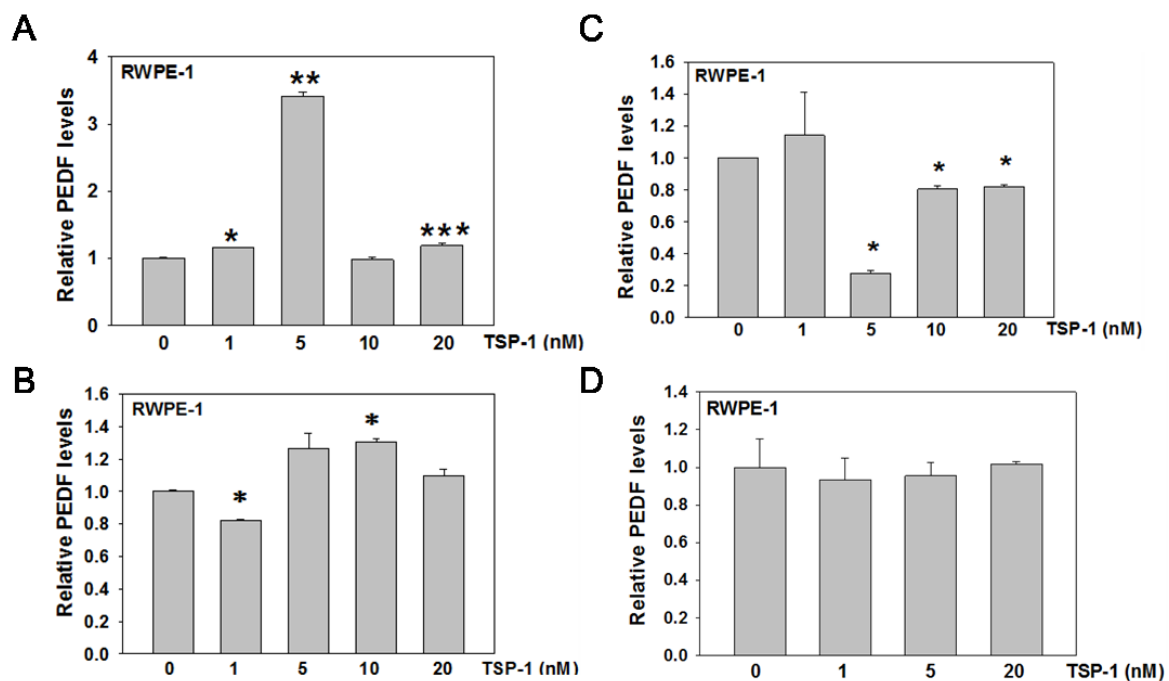 A
RWPE-1
Relative PEDF levels
4
3
2
1
0
*
**
***
0 1 5 10 20 TSP-1 (nM)
B
RWPE-1
Relative PEDF levels
1.6
1.4
1.2
1.0
0.8
0.6
0.4
0.2
0.0
*
*
0 1 5 10 20 TSP-1 (nM)
C
RWPE-1
Relative PEDF levels
1.6
1.4
1.2
1.0
0.8
0.6
0.4
0.2
0.0
*
*
*
0 1 5 10 20 TSP-1 (nM)
D
RWPE-1
Relative PEDF levels
1.4
1.2
1.0
0.8
0.6
0.4
0.2
0.0
0 1 5 20 TSP-1 (nM)